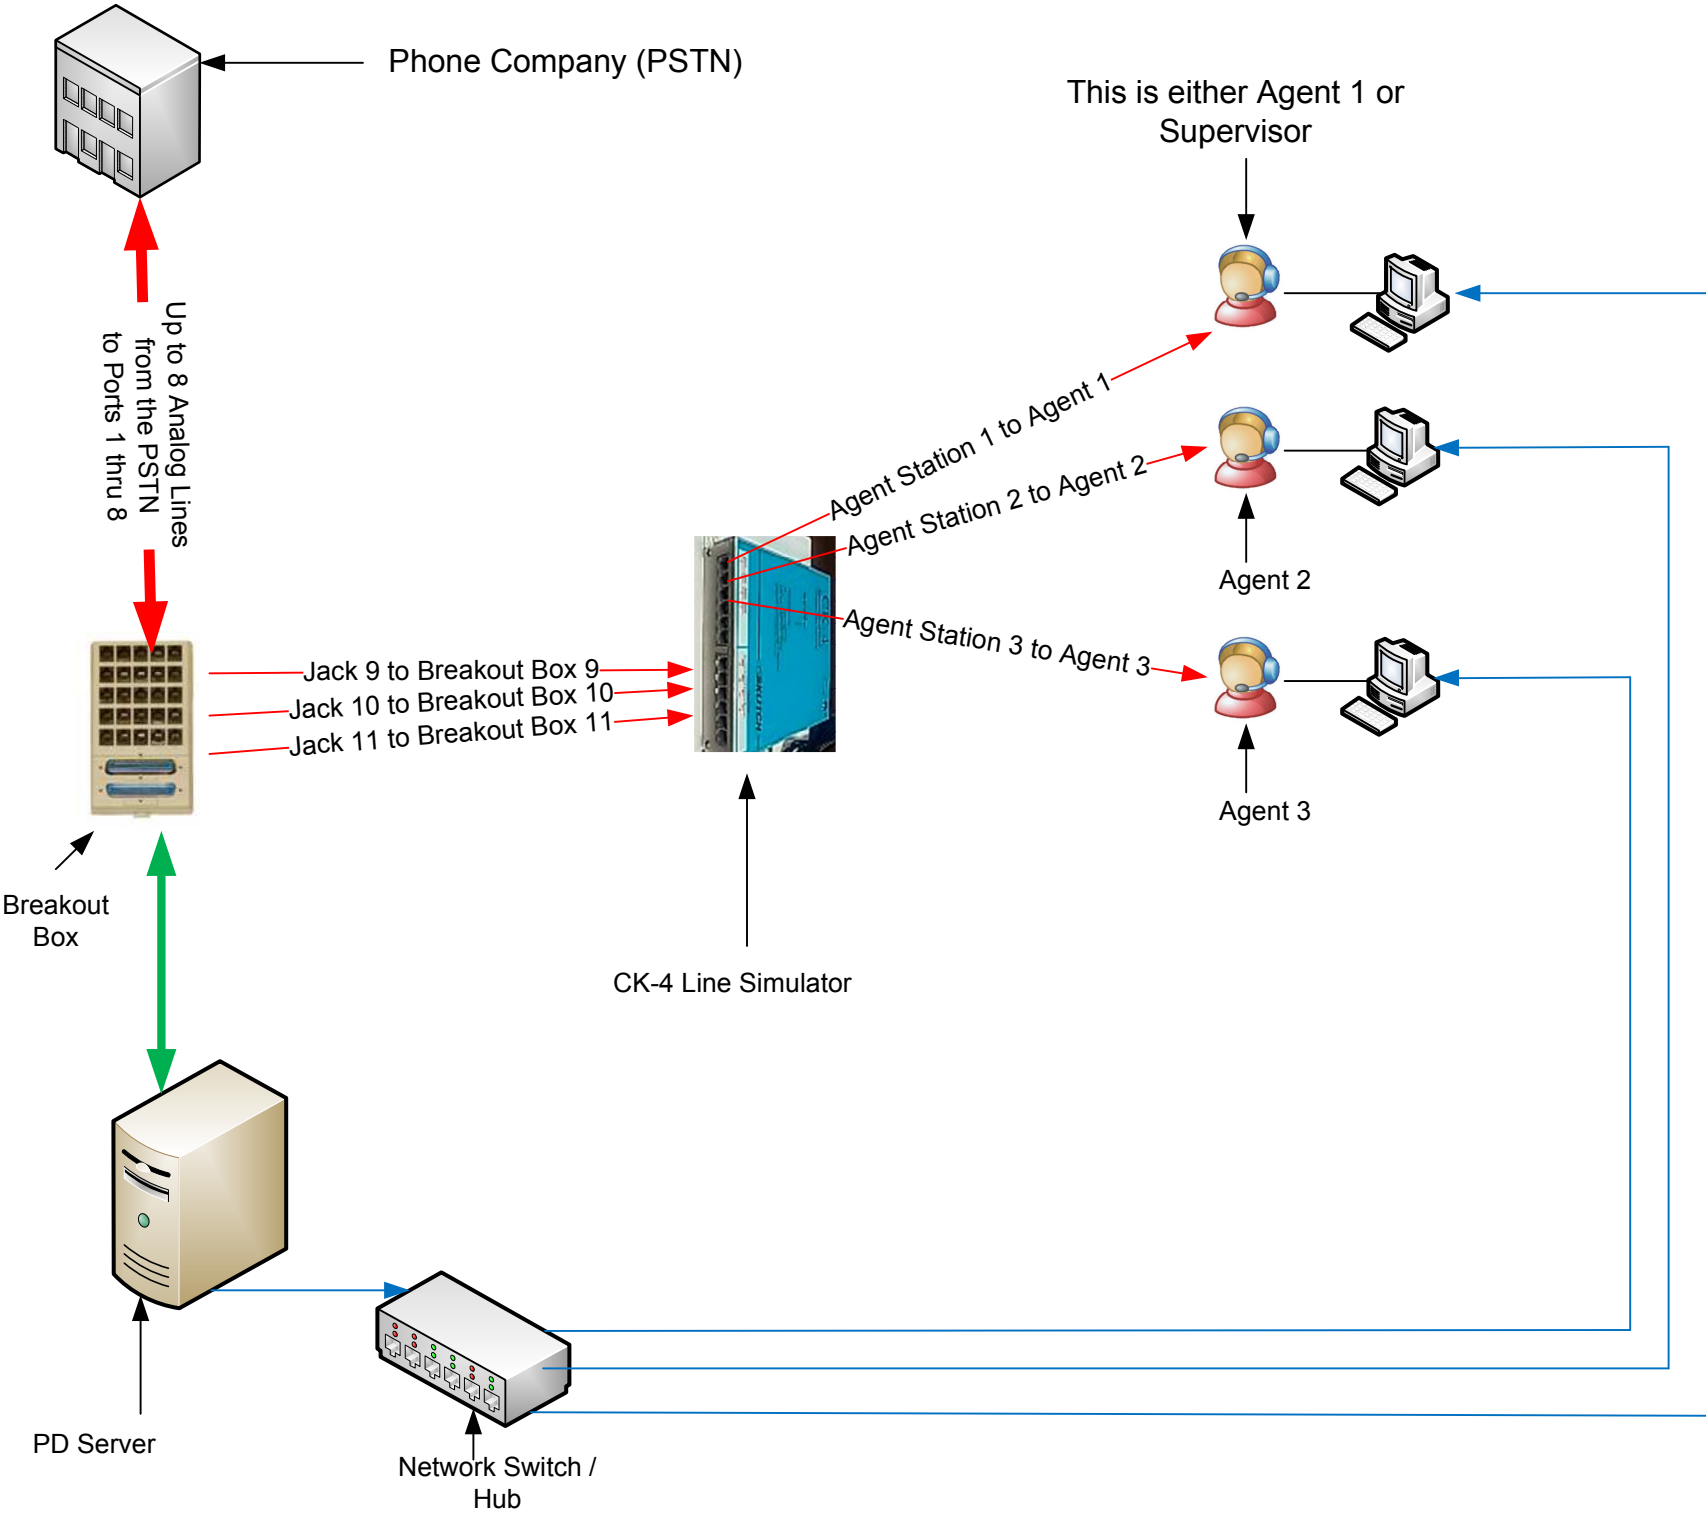 Phone Company (PSTN)
This is either Agent 1 or
Supervisor
Up to 8 Analog Lines
from the PSTN
to Ports 1 thru 8
Agent Station 1 to Agent 1
Agent Station 2 to Agent 2
Agent Station 3 to Agent 3
Agent 2
Agent 3
Jack 9 to Breakout Box 9
Jack 10 to Breakout Box 10
Jack 11 to Breakout Box 11
Breakout
Box
CK-4 Line Simulator
PD Server
Network Switch /
Hub